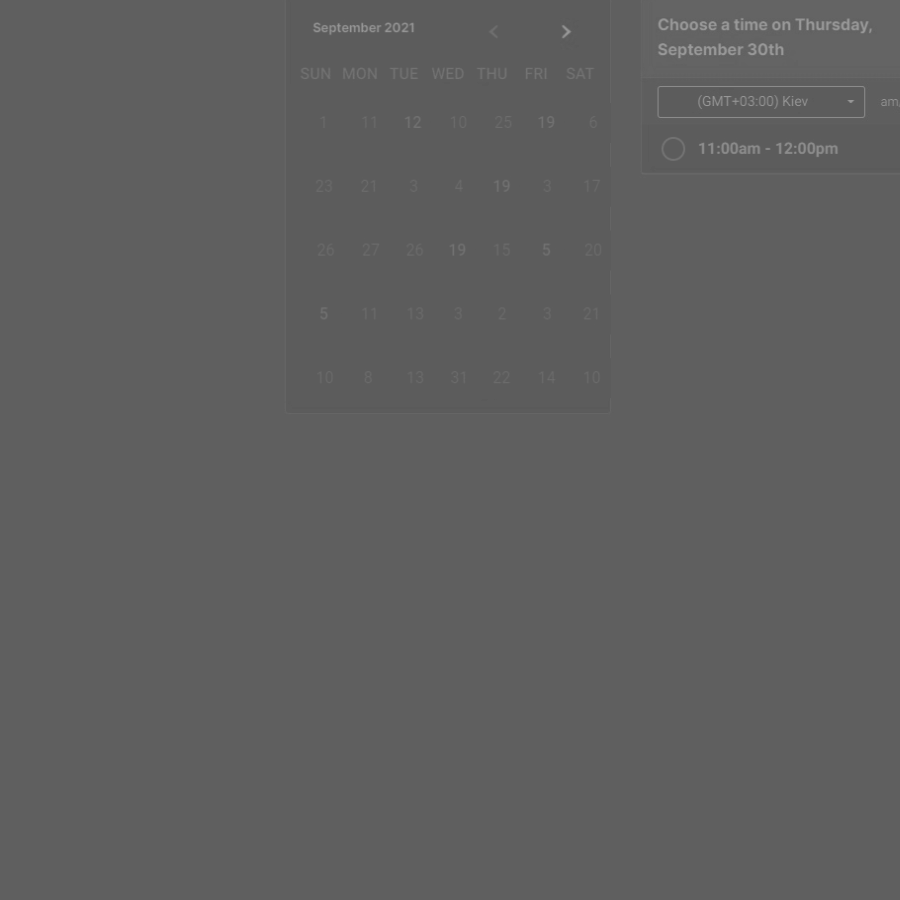 September 2021
SUN MON TUE WED THU FRI SAT
1 11 12 10 25 19 6
23 21 3 4 19 3 17
26 27 26 19 15 5 20
5 11 13 3 2 3 21
10 8 13 31 22 14 10
Choose a time on Thursday,
September 30th
(GMT+03:00) Kiev am
11:00am - 12:00pm